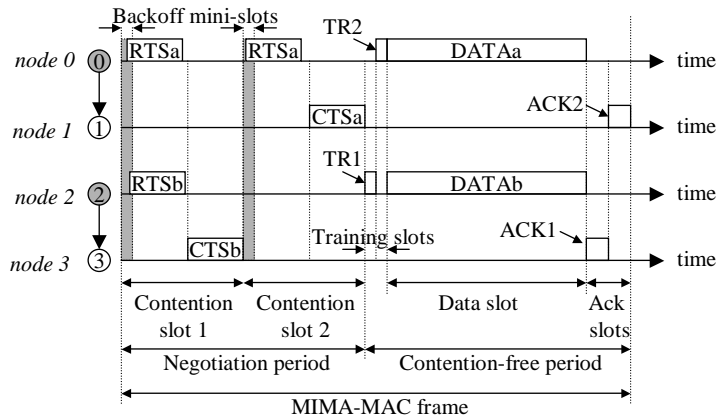 Backoff mini-slots
node 0
0
RTSa
RTSa
TR2
DATAa
time
node 1
1
CTSa
ACK2
time
node 2
2
RTSb
TR1
DATAb
time
Training slots
ACK1
node 3
3
CTSb
time
Contention
slot 1
Contention
slot 2
Data slot
Ack
slots
Negotiation period
Contention-free period
MIMA-MAC frame